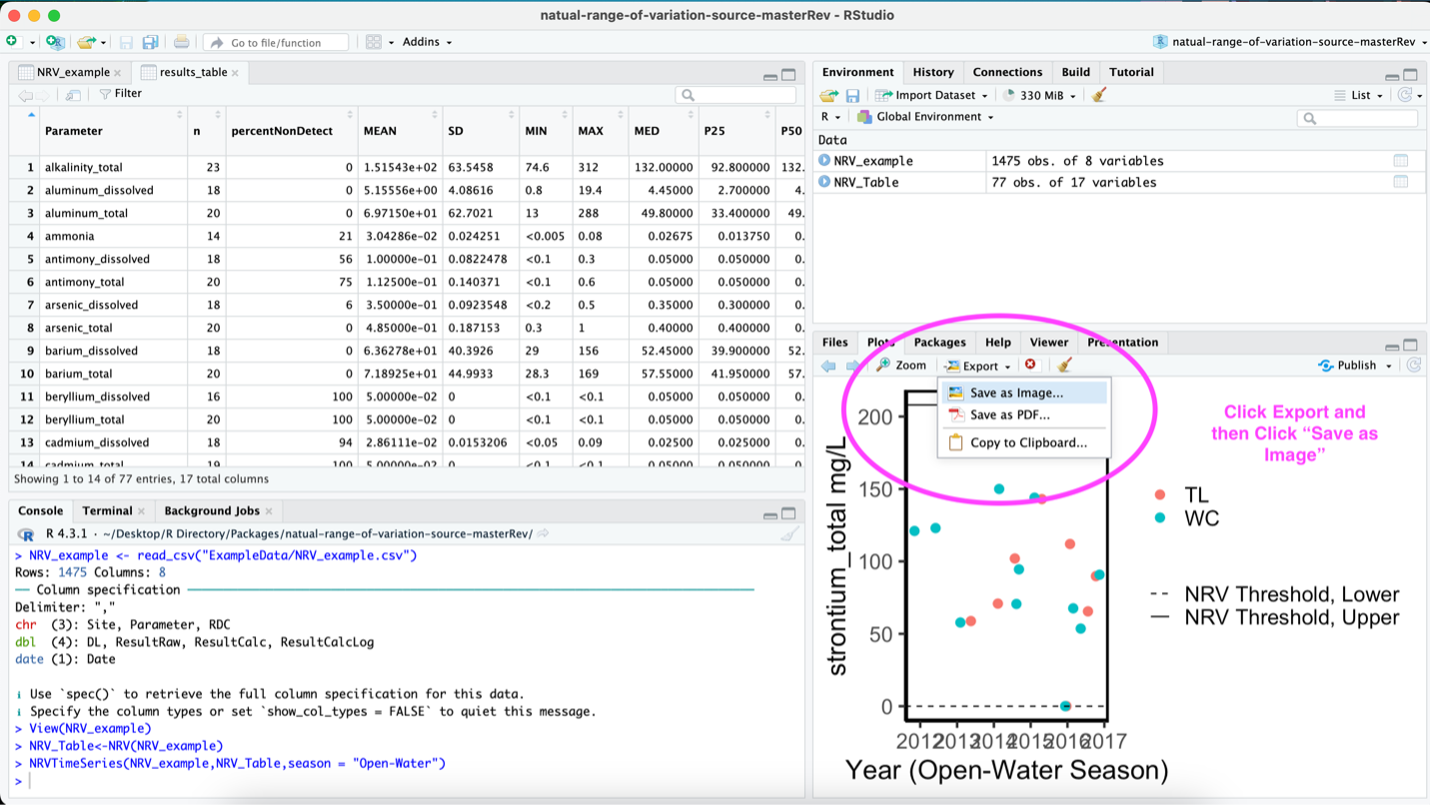 natual-range-of-variation-source-masterRev - RStudio
Go to file/function
Addins
natual-range-of-variation-source-masterRev
NRV_example
results_table
Filter
Parameter n percentNonDetect MEAN SD MIN MAX MED P25 P50
1 alkalinity_total 23 0 1.51543e+02 63.5458 74.6 312 132.00000 92.800000 132.
2 aluminum_dissolved 18 0 5.15556e+00 4.08616 0.8 19.4 4.45000 2.700000 4.
3 aluminum_total 20 0 6.97150e+01 62.7021 13 288 49.80000 33.400000 49.
4 ammonia 14 21 3.04286e-02 0.024251 <0.005 0.08 0.02675 0.013750 0.
5 antimony_dissolved 18 56 1.00000e-01 0.0822478 <0.1 0.3 0.05000 0.050000 0.
6 antimony_total 20 75 1.12500e-01 0.140371 <0.1 0.6 0.05000 0.050000 0.
7 arsenic_dissolved 18 6 3.50000e-01 0.0923548 <0.2 0.5 0.35000 0.300000 0.
8 arsenic_total 20 0 4.85000e-01 0.187153 0.3 1 0.40000 0.400000 0.
9 barium_dissolved 18 0 6.36278e+01 40.3926 29 156 52.45000 39.900000 52.
10 barium_total 20 0 7.18925e+01 44.9933 28.3 169 57.55000 41.950000 57.
11 beryllium_dissolved 16 100 5.00000e-02 0 <0.1 <0.1 0.05000 0.050000 0.
12 beryllium_total 20 100 5.00000e-02 0 <0.1 <0.1 0.05000 0.050000 0.
13 cadmium_dissolved 18 94 2.86111e-02 0.0153206 <0.05 0.09 0.02500 0.025000 0.
14 cadmium_total 19 100 5.00000e-02 0 <0.1 <0.1 0.05000 0.050000 0.
Showing 1 to 14 of 77 entries, 17 total columns
Console
Terminal
Background Jobs
R 4.3.1 · ~/Desktop/R Directory/Packages/natual-range-of-variation-source-masterRev/
> NRV_example <- read_csv("ExampleData/NRV_example.csv")
Rows: 1475 Columns: 8
── Column specification ──
Delimiter: ","
chr (3): Site, Parameter, RDC
dbl (4): DL, ResultRaw, ResultCalc, ResultCalcLog
date (1): Date
ℹ Use `spec()` to retrieve the full column specification for this data.
ℹ Specify the column types or set `show_col_types = FALSE` to quiet this message.
> View(NRV_example)
> NRV_Table<-NRV(NRV_example)
> NRVTimeSeries(NRV_example,NRV_Table,season = "Open-Water")
>
Environment
History
Connections
Build
Tutorial
Import Dataset
330 MiB
List
R
Global Environment
Data
NRV_example 1475 obs. of 8 variables
NRV_Table 77 obs. of 17 variables
Files
Plots
Packages
Help
Viewer
Presentation
Zoom
Export
Publish
Save as Image...
Save as PDF...
Copy to Clipboard...
Click Export and
then Click “Save as
Image”
strontium_total mg/L
200
150
100
50
0
2012
2013
2014
2015
2016
2017
Year (Open-Water Season)
TL
WC
NRV Threshold, Lower
NRV Threshold, Upper